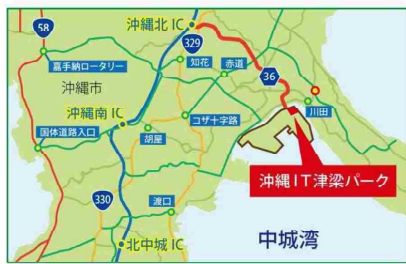 沖縄北IC
58
329
嘉手納ロータリー
知花
赤道
36
沖縄市
沖縄南IC
川田
国体道路入口
胡屋
コザ十字路
沖縄IT津梁パーク
330
渡口
北中城IC
中城湾